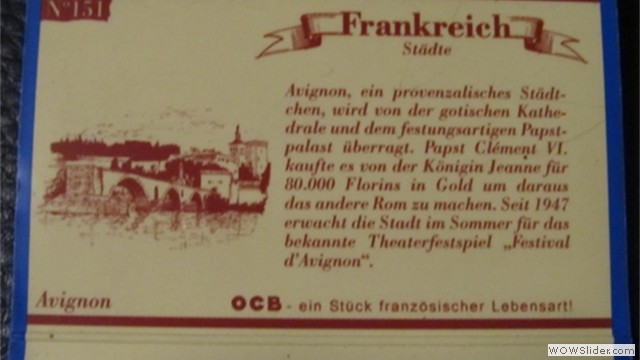 N°151
Frankreich
Städte
Avignon, ein provenzalisches Städt-
chen, wird von der gotischen Kathe-
drale und dem festungsartigen Papst-
palast überragt. Papst Clément VI.
kaufte es von der Königin Jeanne für
80.000 Florins in Gold um daraus
das andere Rom zu machen. Seit 1947
erwacht die Stadt im Sommer für das
bekannte Theaterfestspiel „Festival
d'Avignon“.
Avignon
OCB - ein Stück französischer Lebensart!
WOWSlider.com